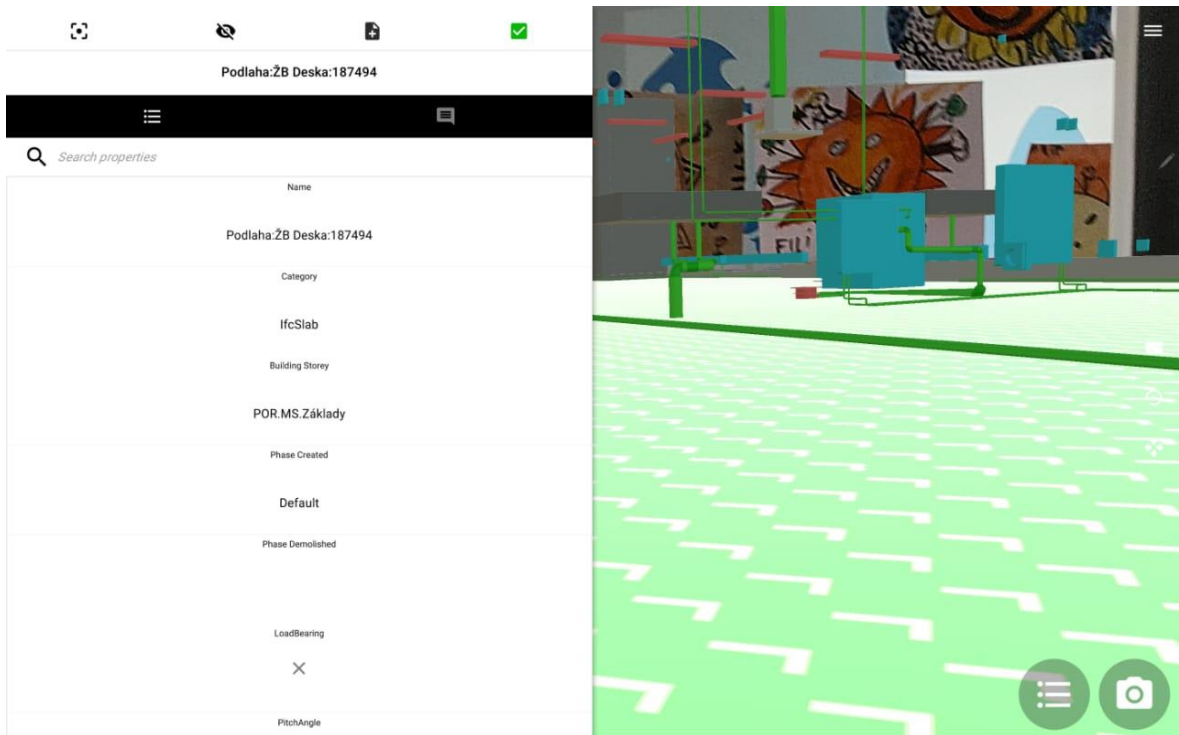 Podlaha:ŽB Deska:187494
Search properties
Name
Podlaha:ŽB Deska:187494
Category
IfcSlab
Building Storey
POR.MS.Základy
Phase Created
Default
Phase Demolished
LoadBearing
PitchAngle
FILI